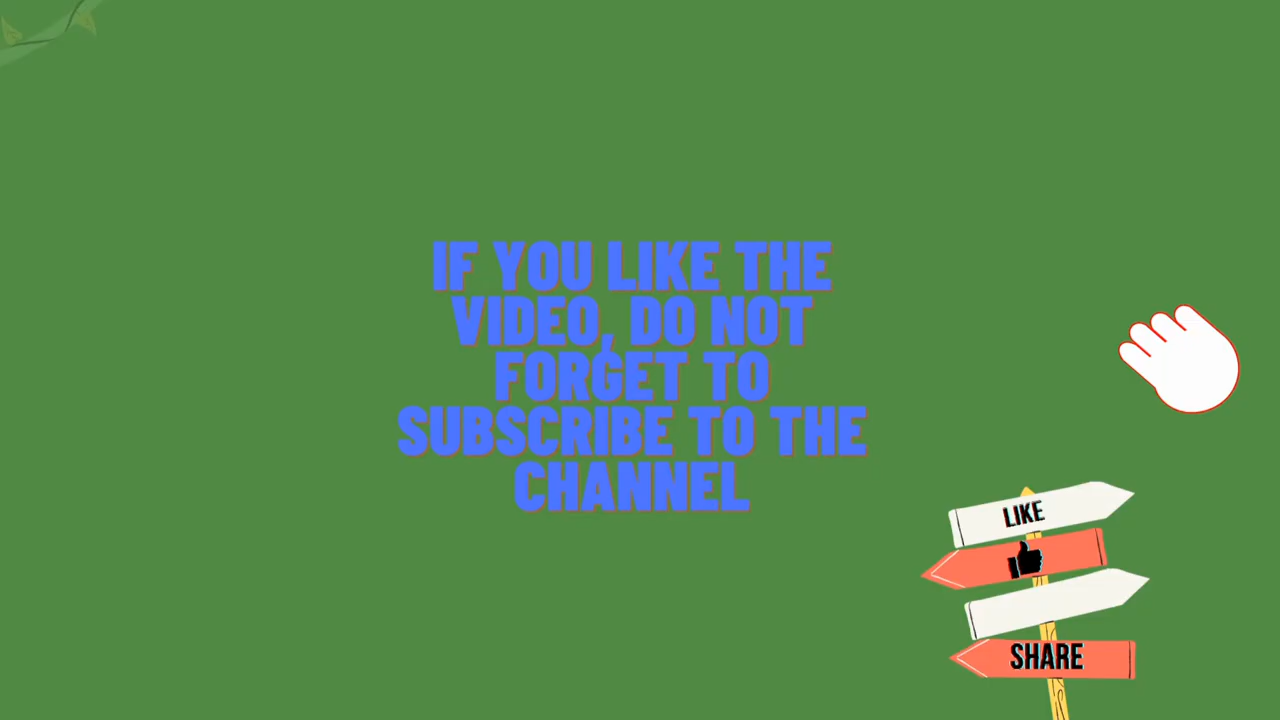 IF YOU LIKE THE
VIDEO, DO NOT
FORGET TO
SUBSCRIBE TO THE
CHANNEL
LIKE
SHARE